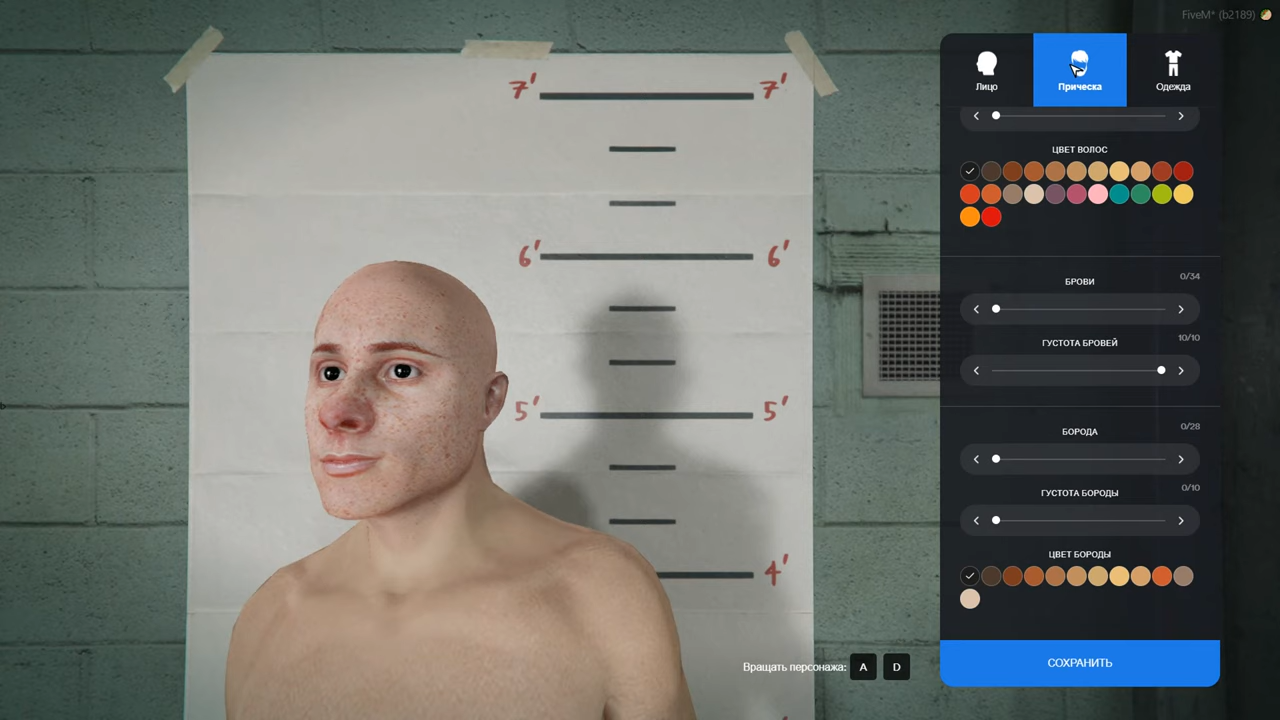 FiveM* (b2189)
Лицо
Прическа
Одежда
ЦВЕТ ВОЛОС
0/34
БРОВИ
10/10
ГУСТОТА БРОВЕЙ
0/28
БОРОДА
0/10
ГУСТОТА БОРОДЫ
ЦВЕТ БОРОДЫ
СОХРАНИТЬ
Вращать персонажа: A D
7' 7'
6' 6'
5' 5'
4'